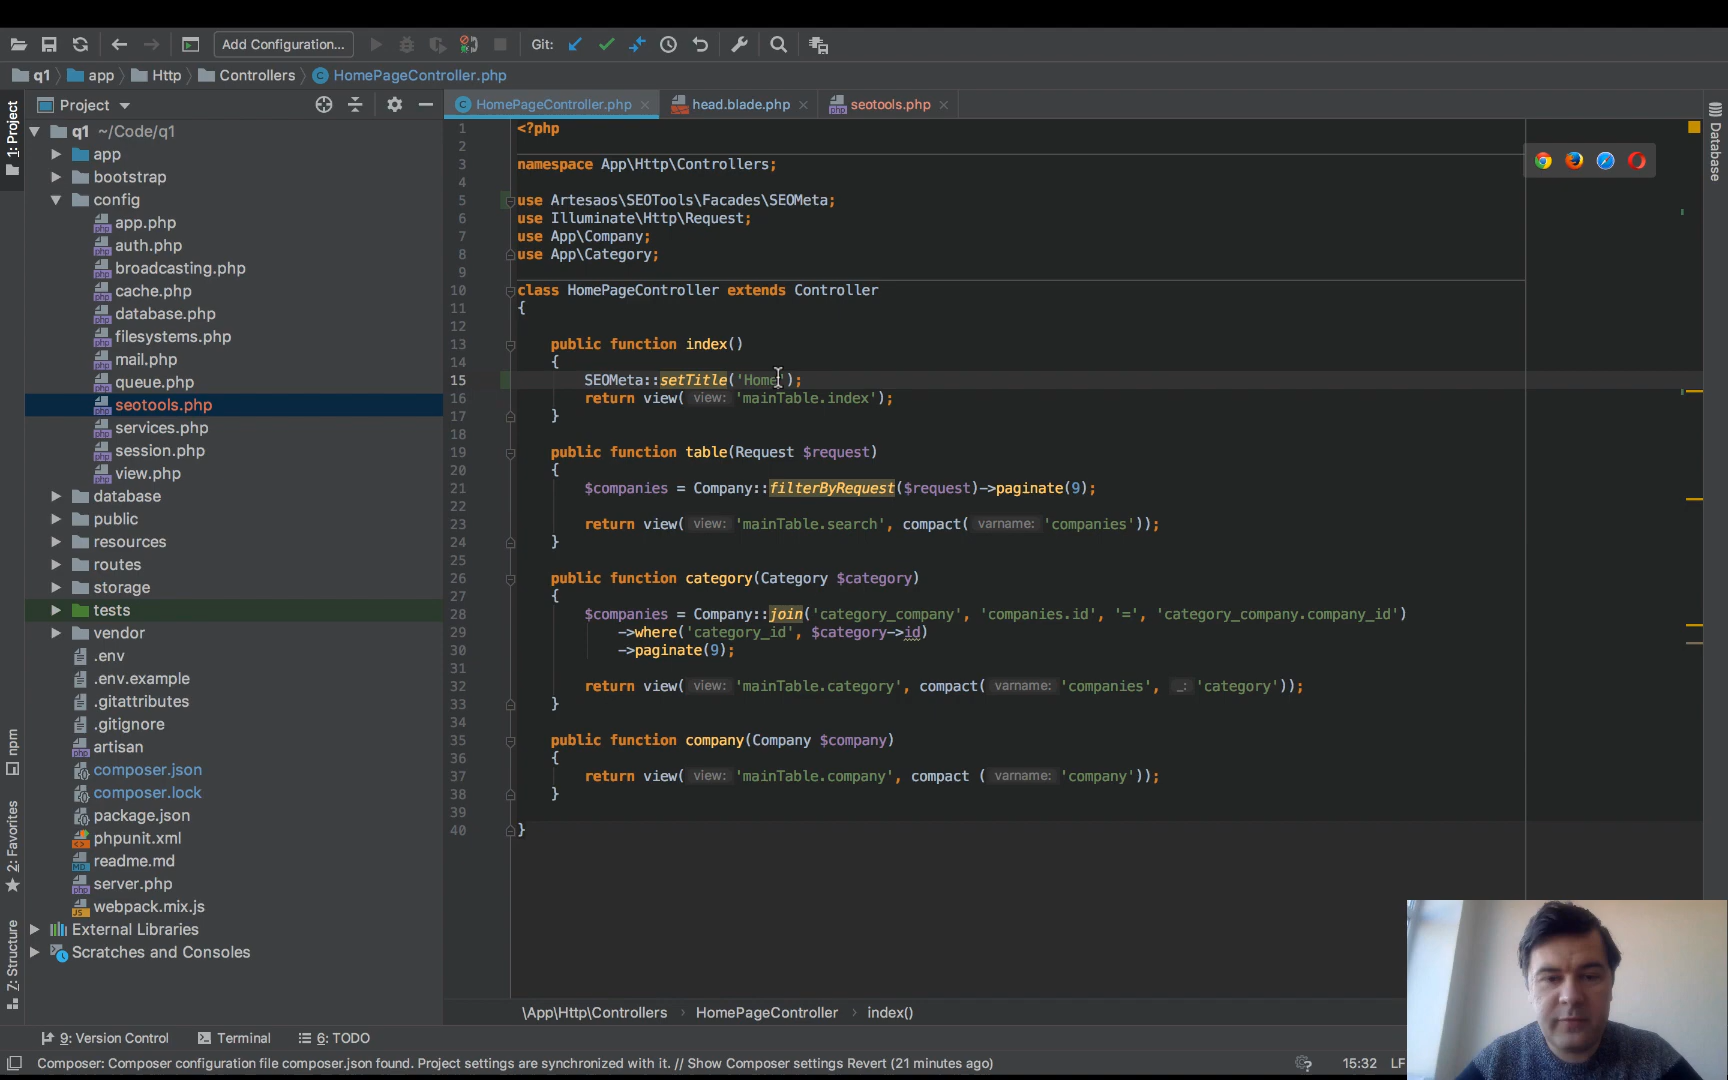 Add Configuration...
Git:
q1
app
Http
Controllers
HomePageController.php
1: Project
Project
HomePageController.php
head.blade.php
seotools.php
Database
q1 ~/Code/q1
app
bootstrap
config
app.php
auth.php
broadcasting.php
cache.php
database.php
filesystems.php
mail.php
queue.php
seotools.php
services.php
session.php
view.php
database
public
resources
routes
storage
tests
vendor
.env
.env.example
.gitattributes
.gitignore
artisan
composer.json
composer.lock
package.json
phpunit.xml
readme.md
server.php
webpack.mix.js
External Libraries
Scratches and Consoles
npm
2: Favorites
Z: Structure
1 <?php
2
3 namespace App\Http\Controllers;
4
5 use Artesaos\SEOTools\Facades\SEOMeta;
6 use Illuminate\Http\Request;
7 use App\Company;
8 use App\Category;
9
10 class HomePageController extends Controller
11 {
12
13 public function index()
14 {
15 SEOMeta::setTitle('Home');
16 return view( view: 'mainTable.index');
17 }
18
19 public function table(Request $request)
20 {
21 $companies = Company::filterByRequest($request)->paginate(9);
22
23 return view( view: 'mainTable.search', compact( varname: 'companies'));
24 }
25
26 public function category(Category $category)
27 {
28 $companies = Company::join('category_company', 'companies.id', '=', 'category_company.company_id')
29 ->where('category_id', $category->id)
30 ->paginate(9);
31
32 return view( view: 'mainTable.category', compact( varname: 'companies', _: 'category'));
33 }
34
35 public function company(Company $company)
36 {
37 return view( view: 'mainTable.company', compact ( varname: 'company'));
38 }
39
40 }
\App\Http\Controllers › HomePageController › index()
9: Version Control
Terminal
6: TODO
Composer: Composer configuration file composer.json found. Project settings are synchronized with it. // Show Composer settings Revert (21 minutes ago)
15:32
LF